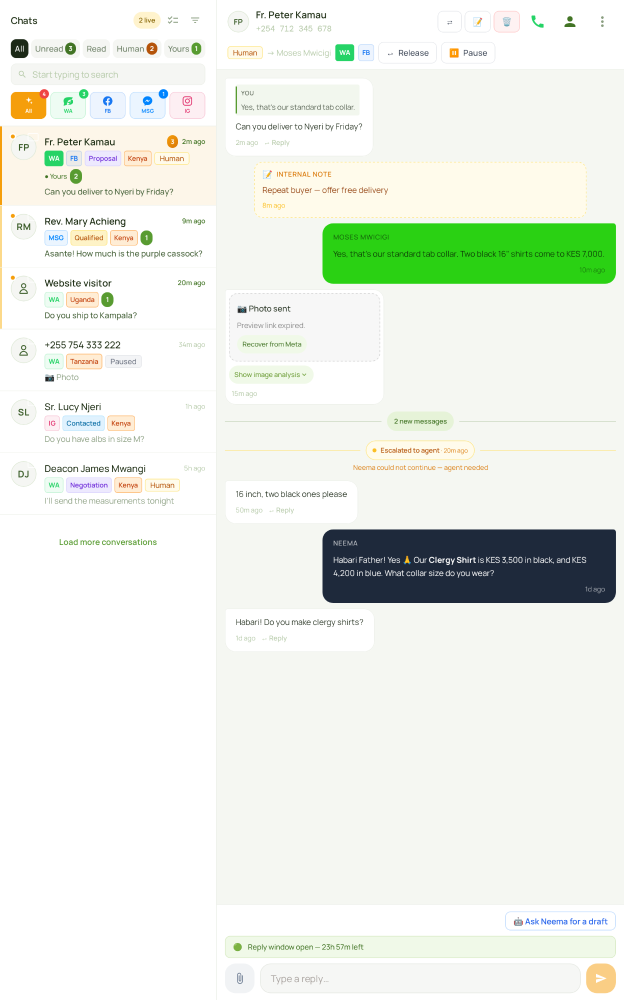 Chats
2 live
All
Unread 3
Read
Human 2
Yours 1
Start typing to search
4
All
3
WA
FB
1
MSG
IG
FP
Fr. Peter Kamau
3
2m ago
WA
FB
Proposal
Kenya
Human
• Yours
2
Can you deliver to Nyeri by Friday?
RM
Rev. Mary Achieng
9m ago
MSG
Qualified
Kenya
1
Asante! How much is the purple cassock?
Website visitor
20m ago
WA
Uganda
1
Do you ship to Kampala?
+255 754 333 222
34m ago
WA
Tanzania
Paused
📷 Photo
SL
Sr. Lucy Njeri
1h ago
IG
Contacted
Kenya
Do you have albs in size M?
DJ
Deacon James Mwangi
5h ago
WA
Negotiation
Kenya
Human
I'll send the measurements tonight
Load more conversations
FP
Fr. Peter Kamau
+254 712 345 678
Human
→ Moses Mwicigi
WA
FB
Release
Pause
YOU
Yes, that's our standard tab collar.
Can you deliver to Nyeri by Friday?
2m ago
Reply
📝 INTERNAL NOTE
Repeat buyer — offer free delivery
8m ago
MOSES MWICIGI
Yes, that's our standard tab collar. Two black 16" shirts come to KES 7,000.
10m ago
📷 Photo sent
Preview link expired.
Recover from Meta
Show image analysis
15m ago
2 new messages
Escalated to agent 20m ago
Neema could not continue — agent needed
16 inch, two black ones please
50m ago
Reply
NEEMA
Habari Father! Yes 🙏 Our Clergy Shirt is KES 3,500 in black, and KES
4,200 in blue. What collar size do you wear?
1d ago
Habari! Do you make clergy shirts?
1d ago
Reply
🤖 Ask Neema for a draft
Reply window open — 23h 57m left
Type a reply...